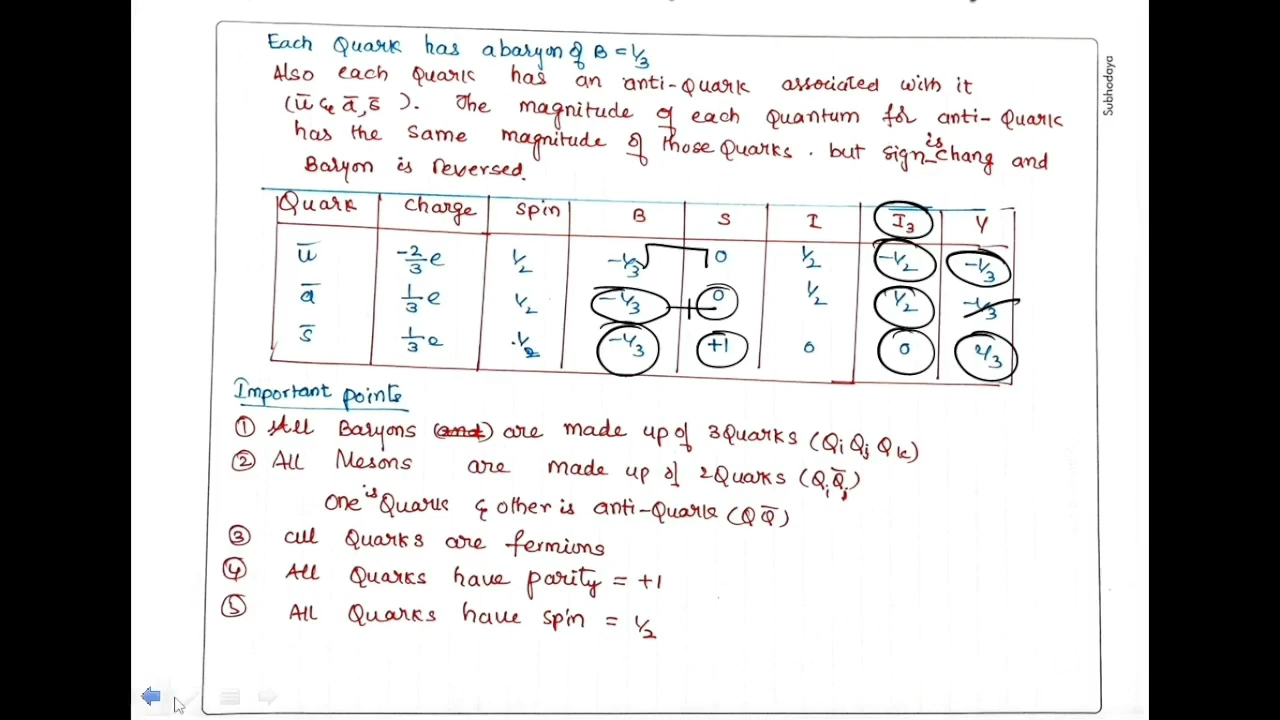 Each Quark has a baryon of B = 1/3
Also each Quark has an anti-Quark associated with it
(ū & d̄, s̄ ). The magnitude of each Quantum for anti-Quark
has the same magnitude of those Quarks. but sign is chang and
Baryon is reversed.
Quark charge spin B S I I₃ Y
ū -2/3 e 1/2 -1/3 0 1/2 -1/2 -1/3
d̄ 1/3 e 1/2 -1/3 0 1/2 1/2 -1/3
s̄ 1/3 e 1/2 -1/3 +1 0 0 2/3
Important points
① All Baryons (and) are made up of 3 Quarks (Qi Qj Qk)
② All Mesons are made up of 2 Quarks (Qi Q̄j)
One is Quark & other is anti-Quark (Q Q̄)
③ all Quarks are fermions
④ All Quarks have parity = +1
⑤ All Quarks have spin = 1/2
Subhodaya